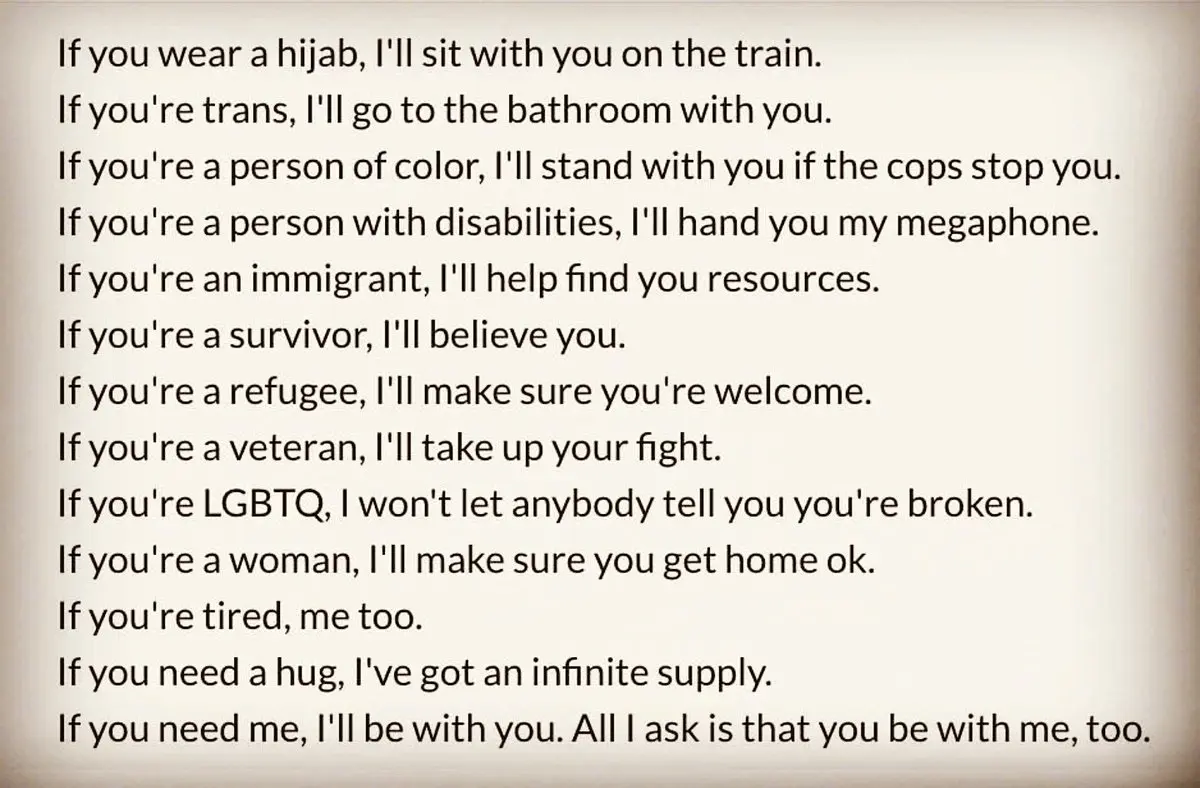 If you wear a hijab, I'll sit with you on the train.
If you're trans, I'll go to the bathroom with you.
If you're a person of color, I'll stand with you if the cops stop you.
If you're a person with disabilities, I'll hand you my megaphone.
If you're an immigrant, I'll help find you resources.
If you're a survivor, I'll believe you.
If you're a refugee, I'll make sure you're welcome.
If you're a veteran, I'll take up your fight.
If you're LGBTQ, I won't let anybody tell you you're broken.
If you're a woman, I'll make sure you get home ok.
If you're tired, me too.
If you need a hug, I've got an infinite supply.
If you need me, I'll be with you. All I ask is that you be with me, too.